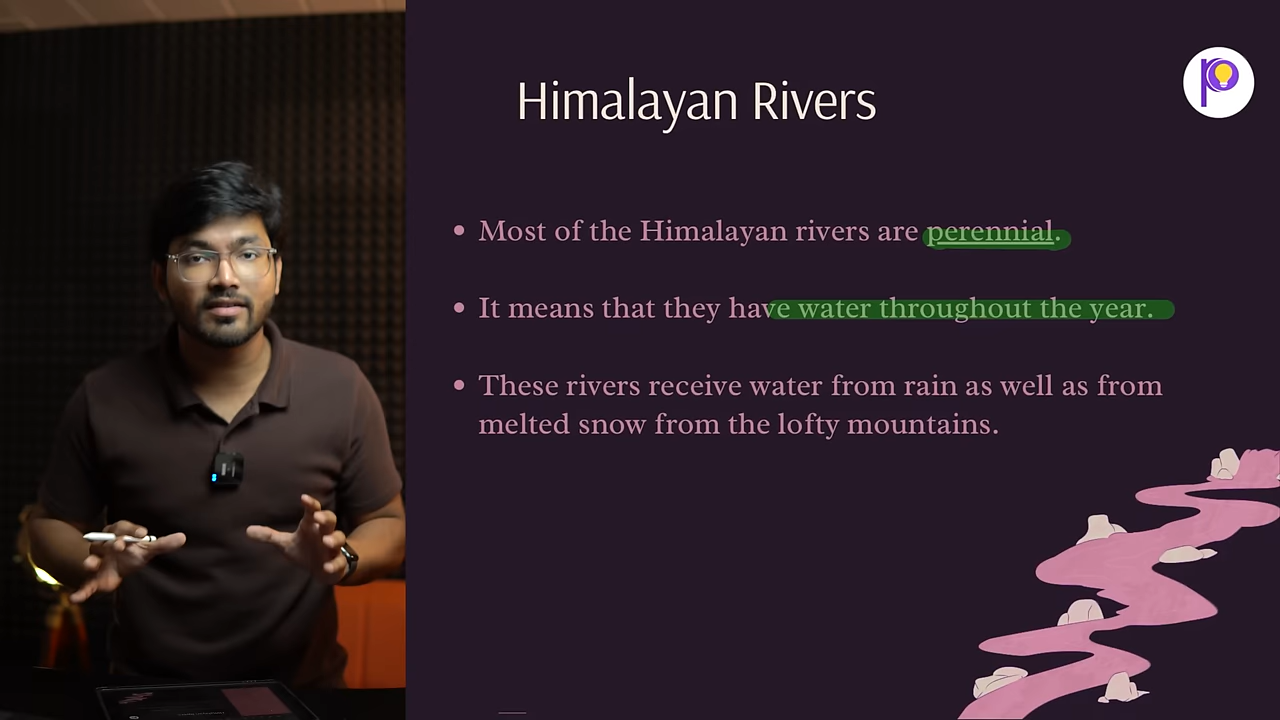 Himalayan Rivers
• Most of the Himalayan rivers are perennial.
• It means that they have water throughout the year.
• These rivers receive water from rain as well as from
melted snow from the lofty mountains.